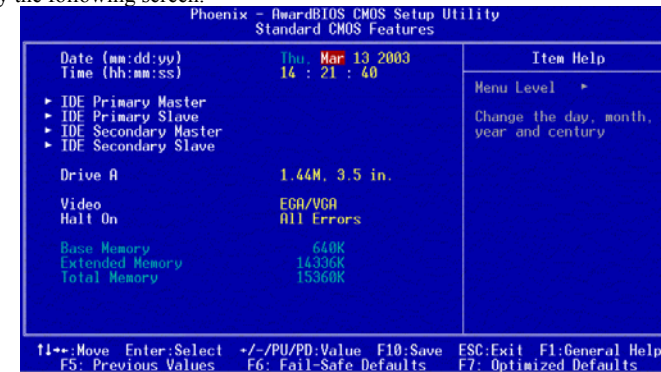 y the following screen.
Phoenix - AwardBIOS CMOS Setup Utility
Standard CMOS Features
Date (mm:dd:yy) Thu, Mar 13 2003
Time (hh:mm:ss) 14 : 21 : 40
► IDE Primary Master
► IDE Primary Slave
► IDE Secondary Master
► IDE Secondary Slave
Drive A 1.44M, 3.5 in.
Video EGA/VGA
Halt On All Errors
Base Memory 640K
Extended Memory 14336K
Total Memory 15360K
Item Help
Menu Level ►
Change the day, month,
year and century
↑↓→←:Move Enter:Select +/-/PU/PD:Value F10:Save ESC:Exit F1:General Help
F5: Previous Values F6: Fail-Safe Defaults F7: Optimized Defaults